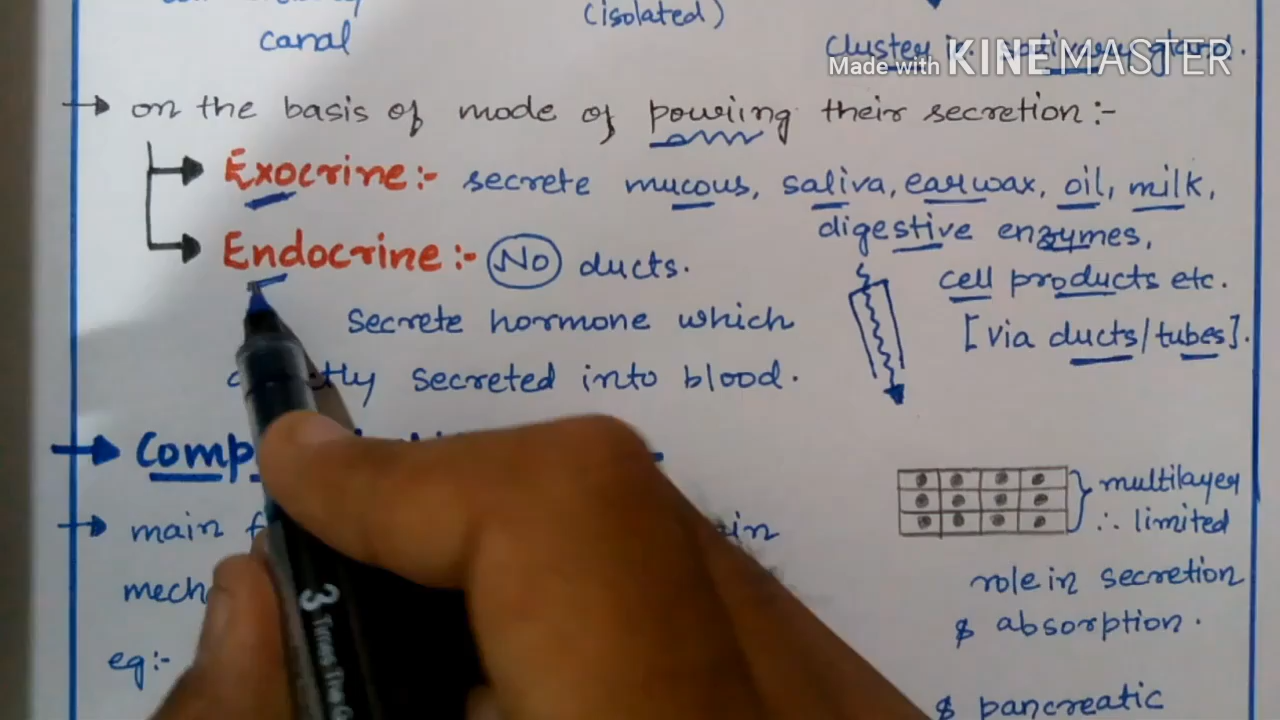 canal
(isolated)
Made with KINEMASTER
→ on the basis of mode of pouring their secretion :-
Exocrine :- secrete mucous, saliva, earwax, oil, milk,
digestive enzymes,
cell products etc.
[via ducts/tubes].
Endocrine :- No ducts.
secrete hormone which
secreted into blood.
→ main
eg :-
multilayer
∴ limited
role in secretion
& absorption.
& pancreatic
3